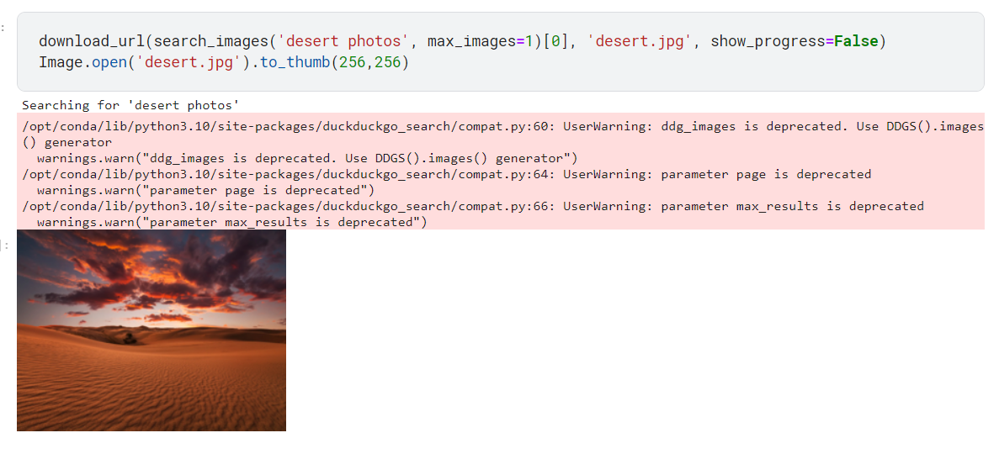 :
download_url(search_images('desert photos', max_images=1)[0], 'desert.jpg', show_progress=False)
Image.open('desert.jpg').to_thumb(256,256)
Searching for 'desert photos'
/opt/conda/lib/python3.10/site-packages/duckduckgo_search/compat.py:60: UserWarning: ddg_images is deprecated. Use DDGS().images
() generator
  warnings.warn("ddg_images is deprecated. Use DDGS().images() generator")
/opt/conda/lib/python3.10/site-packages/duckduckgo_search/compat.py:64: UserWarning: parameter page is deprecated
  warnings.warn("parameter page is deprecated")
/opt/conda/lib/python3.10/site-packages/duckduckgo_search/compat.py:66: UserWarning: parameter max_results is deprecated
  warnings.warn("parameter max_results is deprecated")
]: